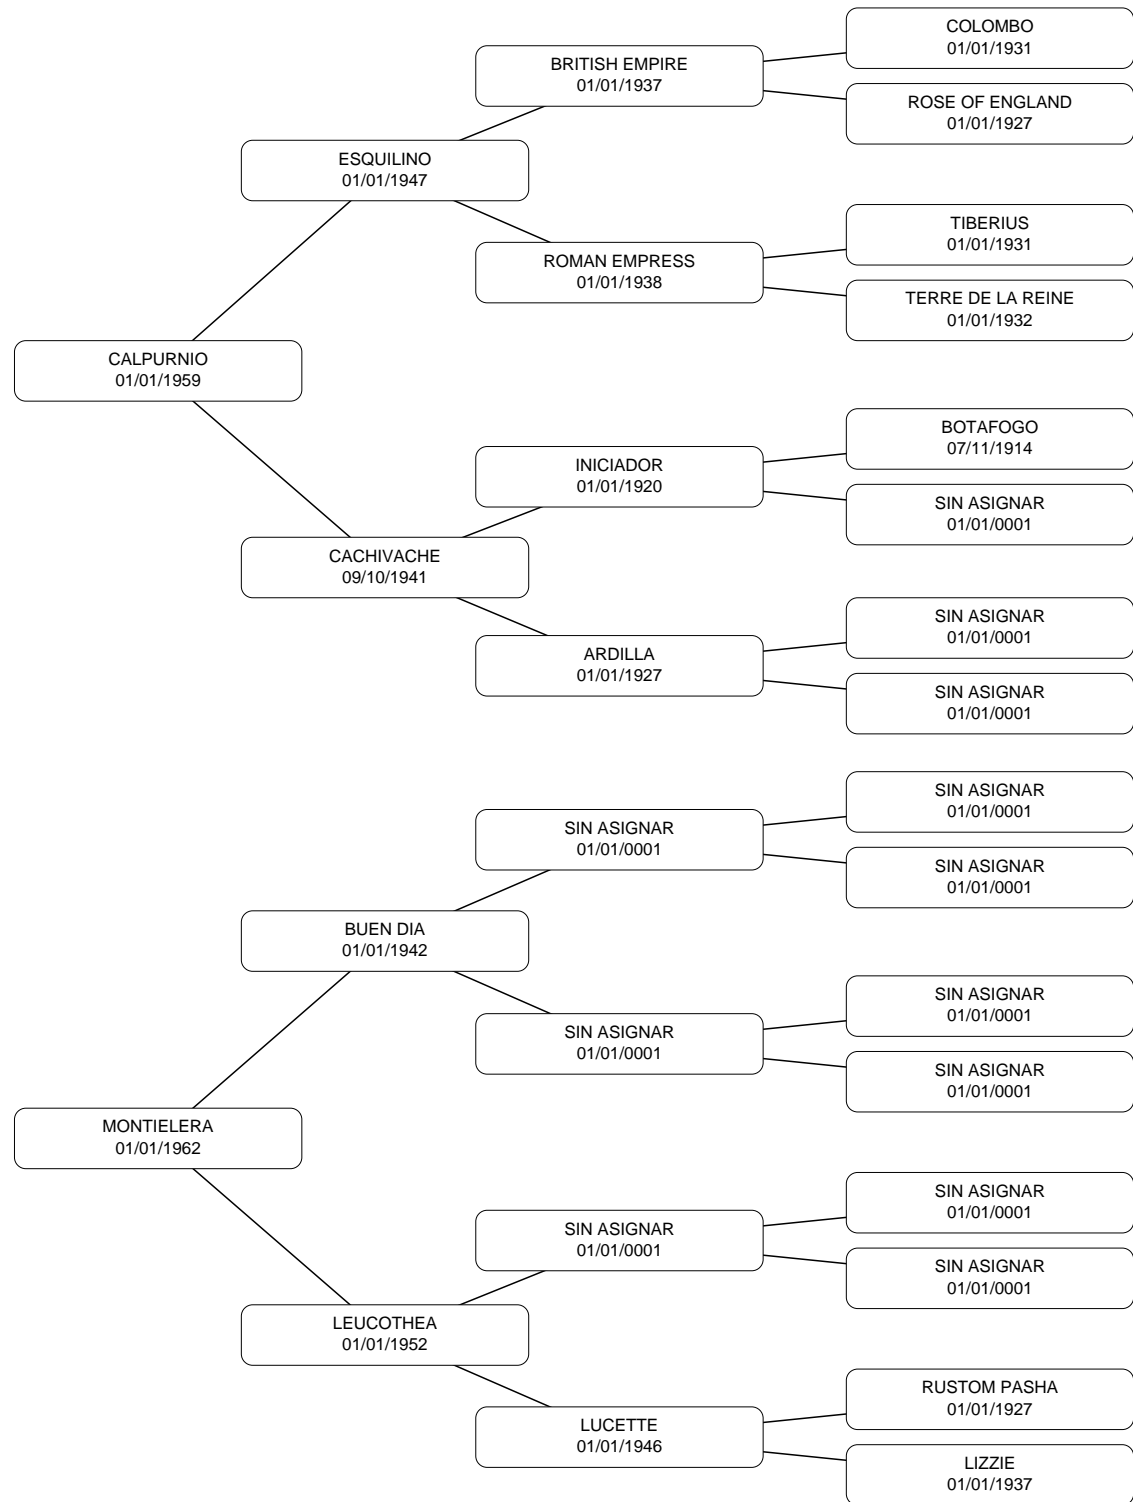 COLOMBO
01/01/1931
BRITISH EMPIRE
01/01/1937
ROSE OF ENGLAND
01/01/1927
ESQUILINO
01/01/1947
TIBERIUS
01/01/1931
ROMAN EMPRESS
01/01/1938
TERRE DE LA REINE
01/01/1932
CALPURNIO
01/01/1959
BOTAFOGO
07/11/1914
INICIADOR
01/01/1920
SIN ASIGNAR
01/01/0001
CACHIVACHE
09/10/1941
SIN ASIGNAR
01/01/0001
ARDILLA
01/01/1927
SIN ASIGNAR
01/01/0001
SIN ASIGNAR
01/01/0001
SIN ASIGNAR
01/01/0001
SIN ASIGNAR
01/01/0001
BUEN DIA
01/01/1942
SIN ASIGNAR
01/01/0001
SIN ASIGNAR
01/01/0001
SIN ASIGNAR
01/01/0001
MONTIELERA
01/01/1962
SIN ASIGNAR
01/01/0001
SIN ASIGNAR
01/01/0001
SIN ASIGNAR
01/01/0001
LEUCOTHEA
01/01/1952
RUSTOM PASHA
01/01/1927
LUCETTE
01/01/1946
LIZZIE
01/01/1937